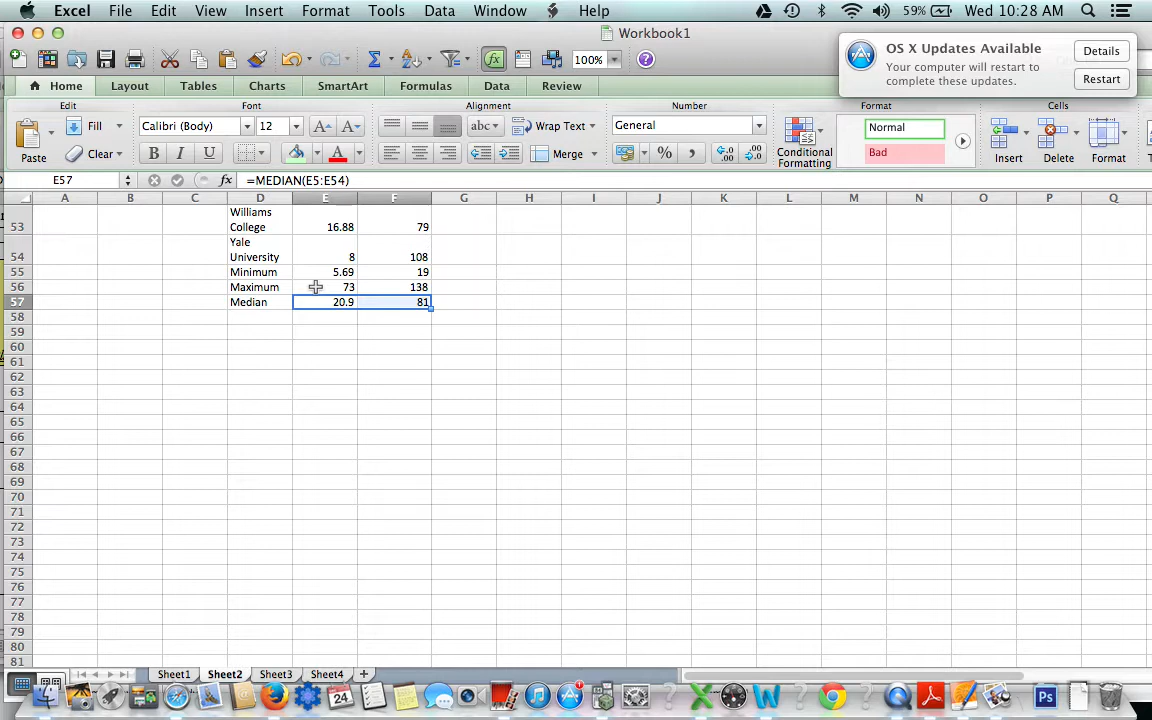 Excel File Edit View Insert Format Tools Data Window Help 59% Wed 10:28 AM
Workbook1
OS X Updates Available
Your computer will restart to
complete these updates.
Details
Restart
100%
Home Layout Tables Charts SmartArt Formulas Data Review
Edit Font Alignment Number Format Cells
Paste Fill Clear
Calibri (Body) 12 A A
B I U A
abc Wrap Text
Merge
General
% ,
Conditional
Formatting
Normal
Bad
Insert Delete Format
E57 fx =MEDIAN(E5:E54)
A B C D E F G H I J K L M N O P Q
Williams
53 College 16.88 79
Yale
54 University 8 108
55 Minimum 5.69 19
56 Maximum 73 138
57 Median 20.9 81
58
59
60
61
62
63
64
65
66
67
68
69
70
71
72
73
74
75
76
77
78
79
80
81
Sheet1 Sheet2 Sheet3 Sheet4 +